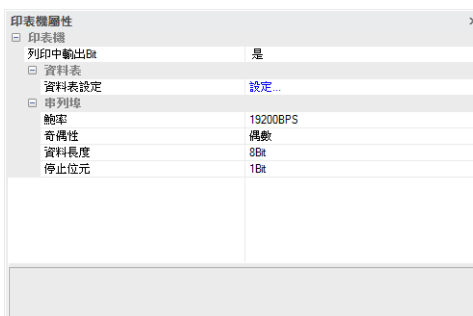 印表機屬性
印表機
列印中輸出Bit 是
資料表
資料表設定 設定...
串列埠
鮑率 19200BPS
奇偶性 偶數
資料長度 8Bit
停止位元 1Bit